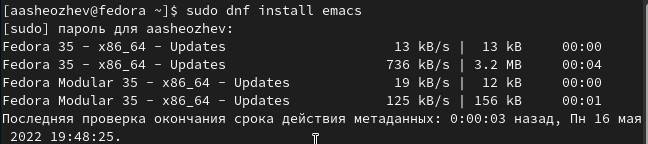 [aasheozhev@fedora ~]$ sudo dnf install emacs
[sudo] пароль для aasheozhev:
Fedora 35 - x86_64 - Updates 13 kB/s | 13 kB 00:00
Fedora 35 - x86_64 - Updates 736 kB/s | 3.2 MB 00:04
Fedora Modular 35 - x86_64 - Updates 19 kB/s | 12 kB 00:00
Fedora Modular 35 - x86_64 - Updates 125 kB/s | 156 kB 00:01
Последняя проверка окончания срока действия метаданных: 0:00:03 назад, Пн 16 мая
2022 19:48:25.